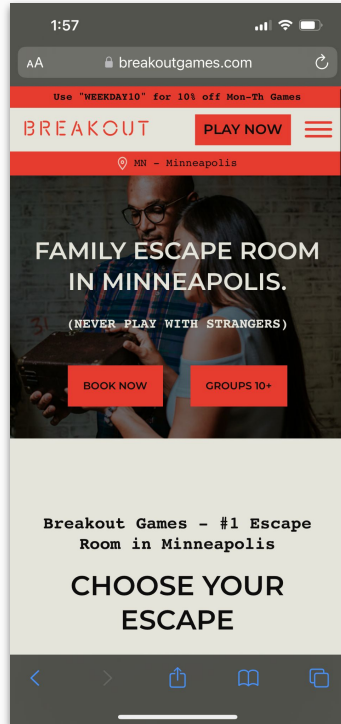 1:57
AA breakoutgames.com
Use "WEEKDAY10" for 10% off Mon-Th Games
BREAKOUT PLAY NOW
MN - Minneapolis
FAMILY ESCAPE ROOM
IN MINNEAPOLIS.
(NEVER PLAY WITH STRANGERS)
BOOK NOW GROUPS 10+
Breakout Games - #1 Escape
Room in Minneapolis
CHOOSE YOUR
ESCAPE